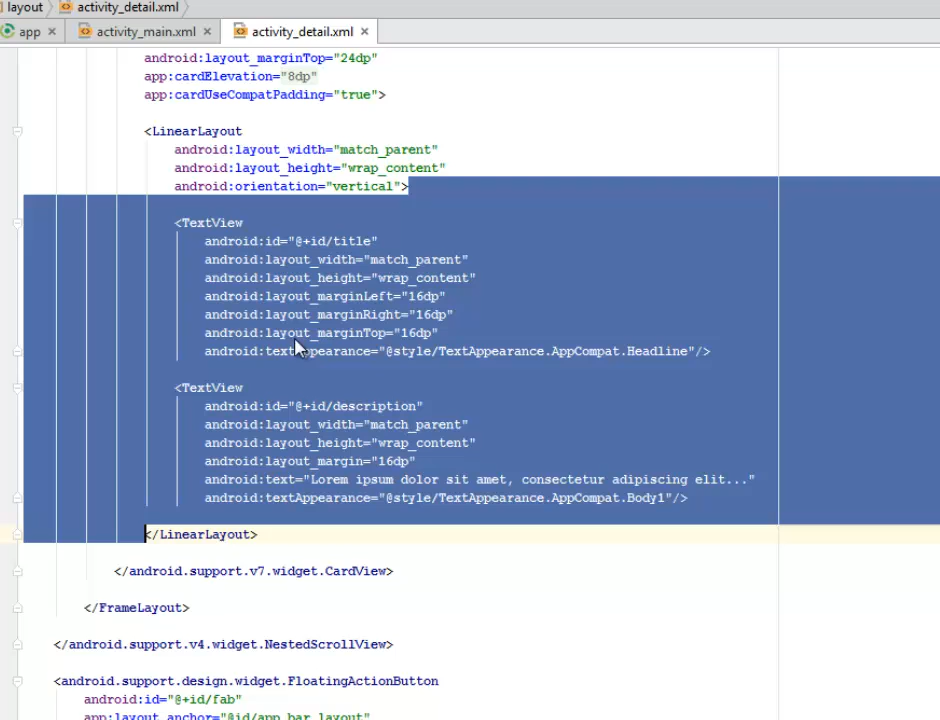 layout activity_detail.xml
app activity_main.xml activity_detail.xml
android:layout_marginTop="24dp"
app:cardElevation="8dp"
app:cardUseCompatPadding="true">
<LinearLayout
android:layout_width="match_parent"
android:layout_height="wrap_content"
android:orientation="vertical">
<TextView
android:id="@+id/title"
android:layout_width="match_parent"
android:layout_height="wrap_content"
android:layout_marginLeft="16dp"
android:layout_marginRight="16dp"
android:layout_marginTop="16dp"
android:textAppearance="@style/TextAppearance.AppCompat.Headline"/>
<TextView
android:id="@+id/description"
android:layout_width="match_parent"
android:layout_height="wrap_content"
android:layout_margin="16dp"
android:text="Lorem ipsum dolor sit amet, consectetur adipiscing elit..."
android:textAppearance="@style/TextAppearance.AppCompat.Body1"/>
</LinearLayout>
</android.support.v7.widget.CardView>
</FrameLayout>
</android.support.v4.widget.NestedScrollView>
<android.support.design.widget.FloatingActionButton
android:id="@+id/fab"
app:layout_anchor="@id/app_bar_layout"